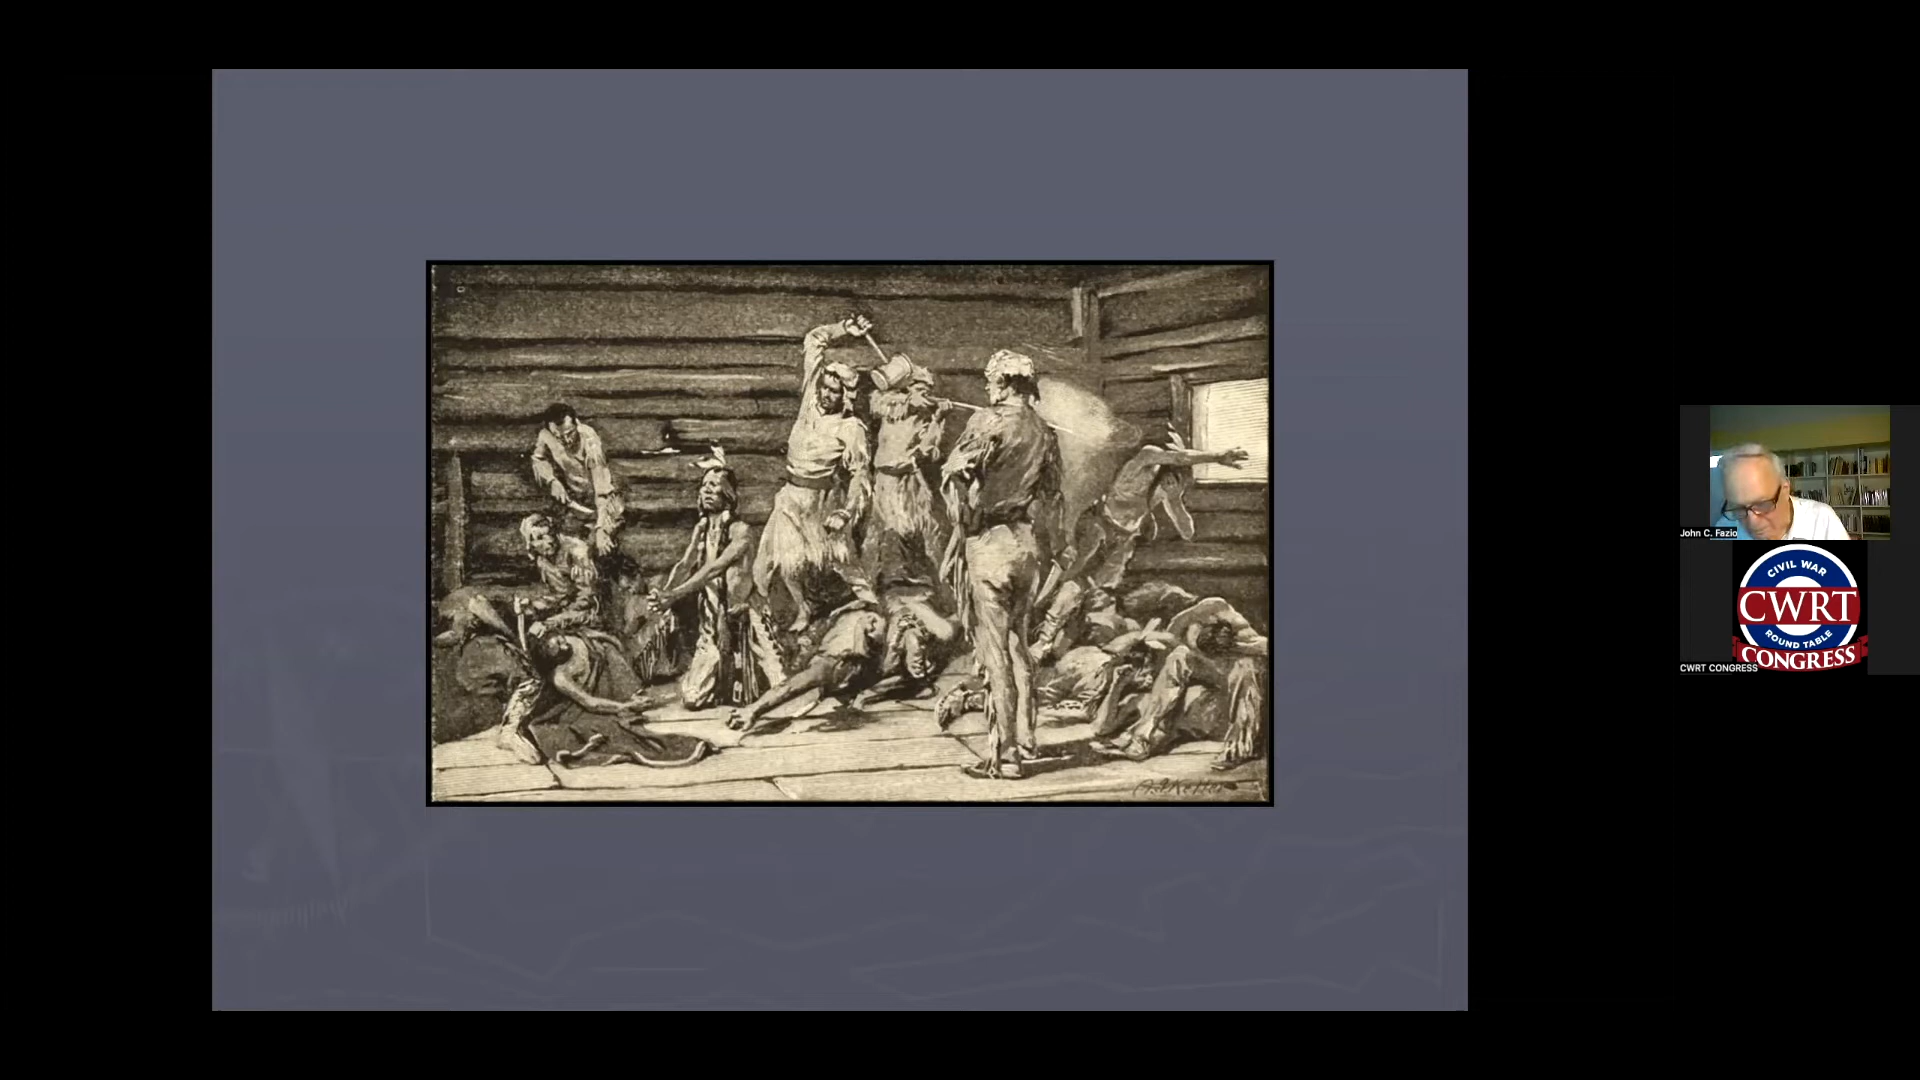 John C. Fazio
CIVIL WAR
CWRT
ROUND TABLE
CONGRESS
CWRT CONGRESS